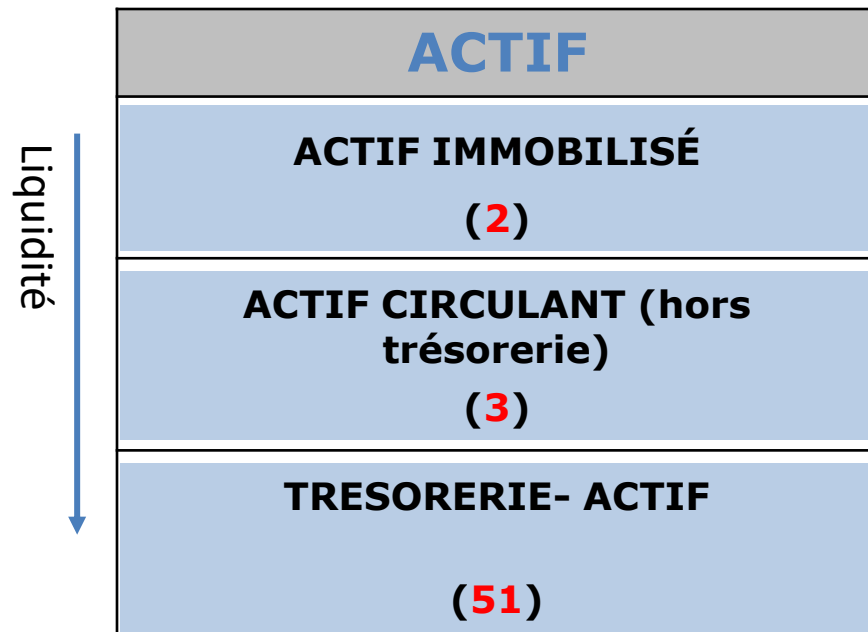 ACTIF
Liquidité
ACTIF IMMOBILISÉ
(2)
ACTIF CIRCULANT (hors
trésorerie)
(3)
TRESORERIE- ACTIF
(51)